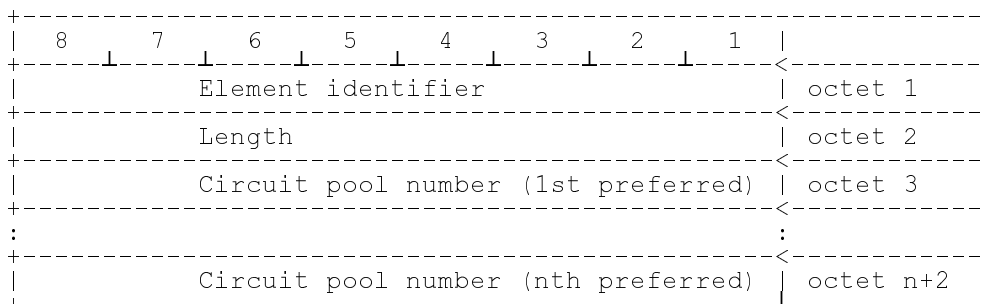 8 7 6 5 4 3 2 1
Element identifier octet 1
Length octet 2
Circuit pool number (1st preferred) octet 3
: :
Circuit pool number (nth preferred) octet n+2